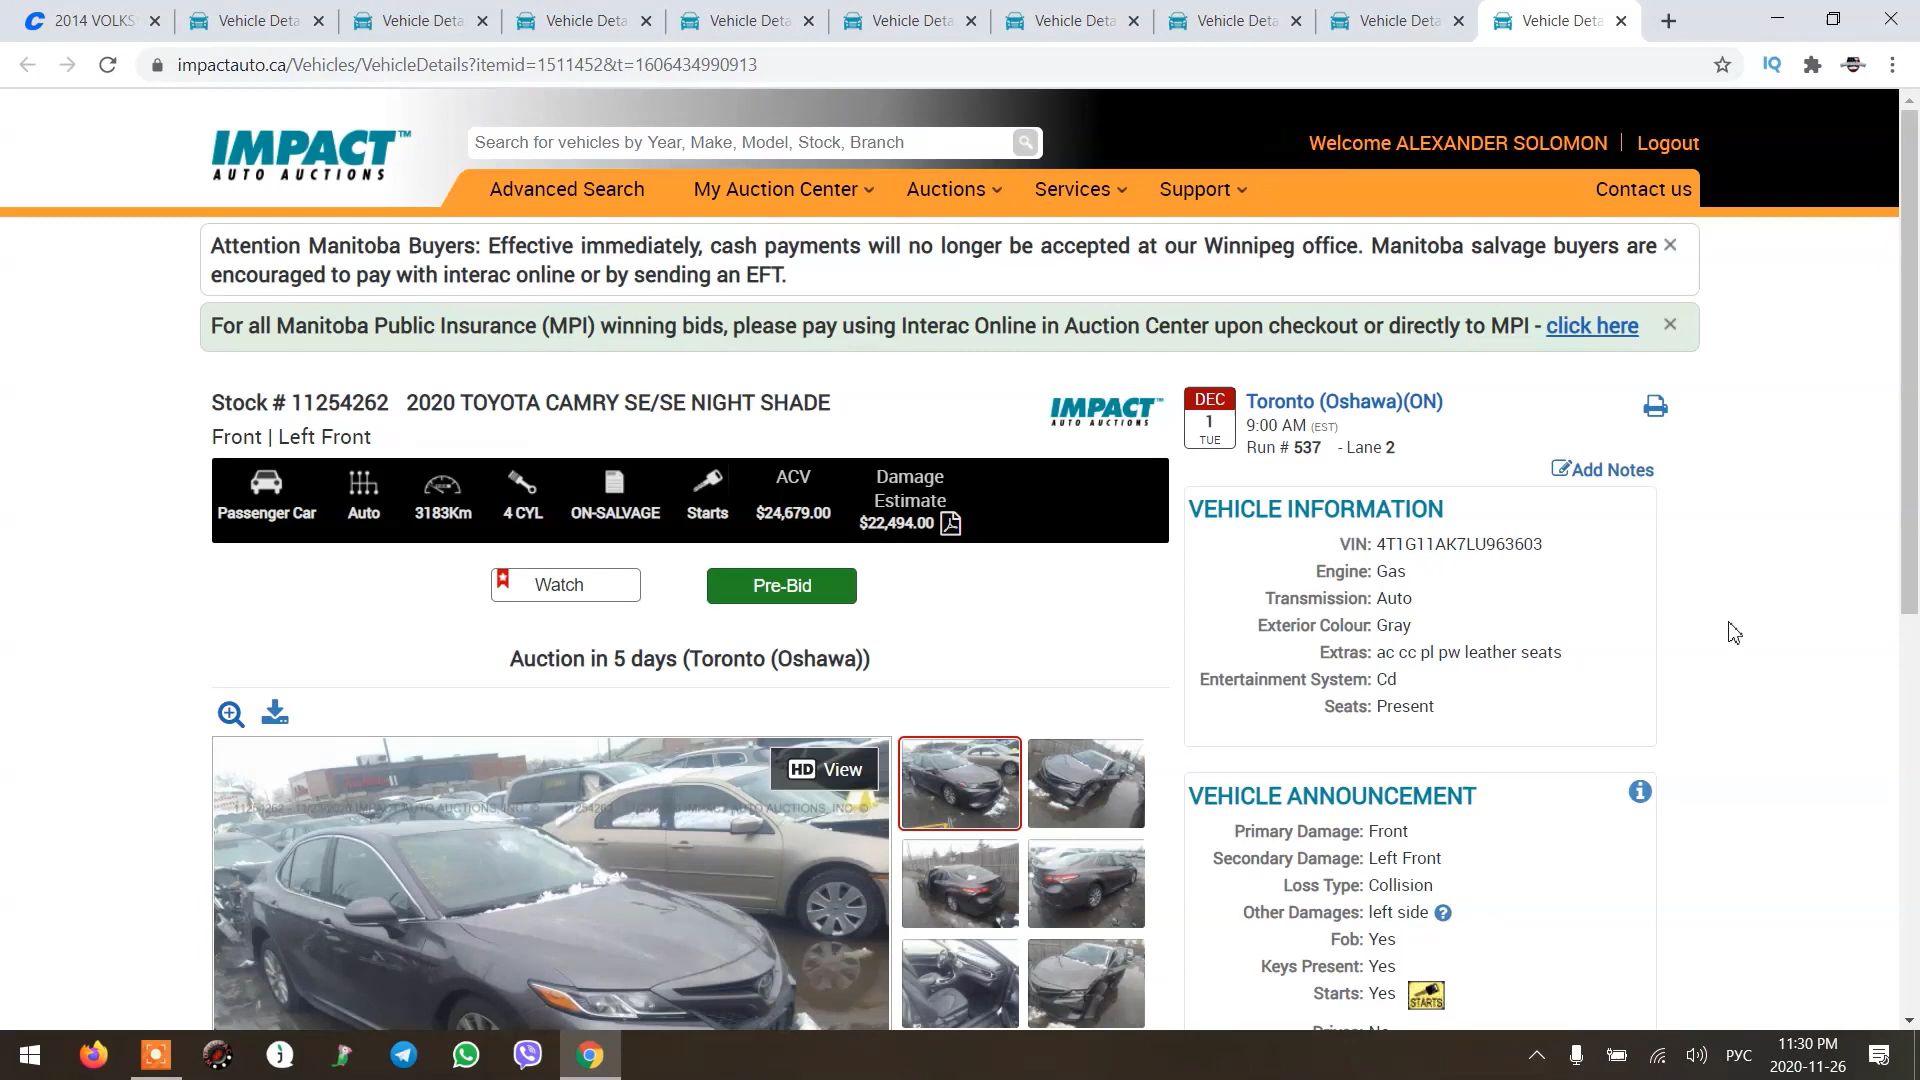 2014 VOLKS
Vehicle Deta
Vehicle Deta
Vehicle Deta
Vehicle Deta
Vehicle Deta
Vehicle Deta
Vehicle Deta
Vehicle Deta
Vehicle Deta
impactauto.ca/Vehicles/VehicleDetails?itemid=1511452&t=1606434990913
IQ
IMPACT™
AUTO AUCTIONS
Search for vehicles by Year, Make, Model, Stock, Branch
Welcome ALEXANDER SOLOMON
Logout
Advanced Search
My Auction Center
Auctions
Services
Support
Contact us
Attention Manitoba Buyers: Effective immediately, cash payments will no longer be accepted at our Winnipeg office. Manitoba salvage buyers are
encouraged to pay with interac online or by sending an EFT.
For all Manitoba Public Insurance (MPI) winning bids, please pay using Interac Online in Auction Center upon checkout or directly to MPI - click here
Stock # 11254262 2020 TOYOTA CAMRY SE/SE NIGHT SHADE
Front | Left Front
IMPACT™
AUTO AUCTIONS
DEC
1
TUE
Toronto (Oshawa)(ON)
9:00 AM (EST)
Run # 537 - Lane 2
Add Notes
Passenger Car
Auto
3183Km
4 CYL
ON-SALVAGE
Starts
ACV
$24,679.00
Damage
Estimate
$22,494.00
Watch
Pre-Bid
Auction in 5 days (Toronto (Oshawa))
HD View
VEHICLE INFORMATION
VIN: 4T1G11AK7LU963603
Engine: Gas
Transmission: Auto
Exterior Colour: Gray
Extras: ac cc pl pw leather seats
Entertainment System: Cd
Seats: Present
VEHICLE ANNOUNCEMENT
Primary Damage: Front
Secondary Damage: Left Front
Loss Type: Collision
Other Damages: left side
Fob: Yes
Keys Present: Yes
Starts: Yes
STARTS
РУС
11:30 PM
2020-11-26